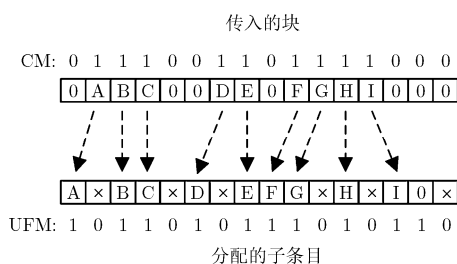 传入的块
CM: 0 1 1 1 0 0 1 1 0 1 1 1 1 0 0 0
0 A B C 0 0 D E 0 F G H I 0 0 0
A × B C × D × E F G × H × I 0 ×
UFM: 1 0 1 1 0 1 0 1 1 1 0 1 0 1 1 0
分配的子条目